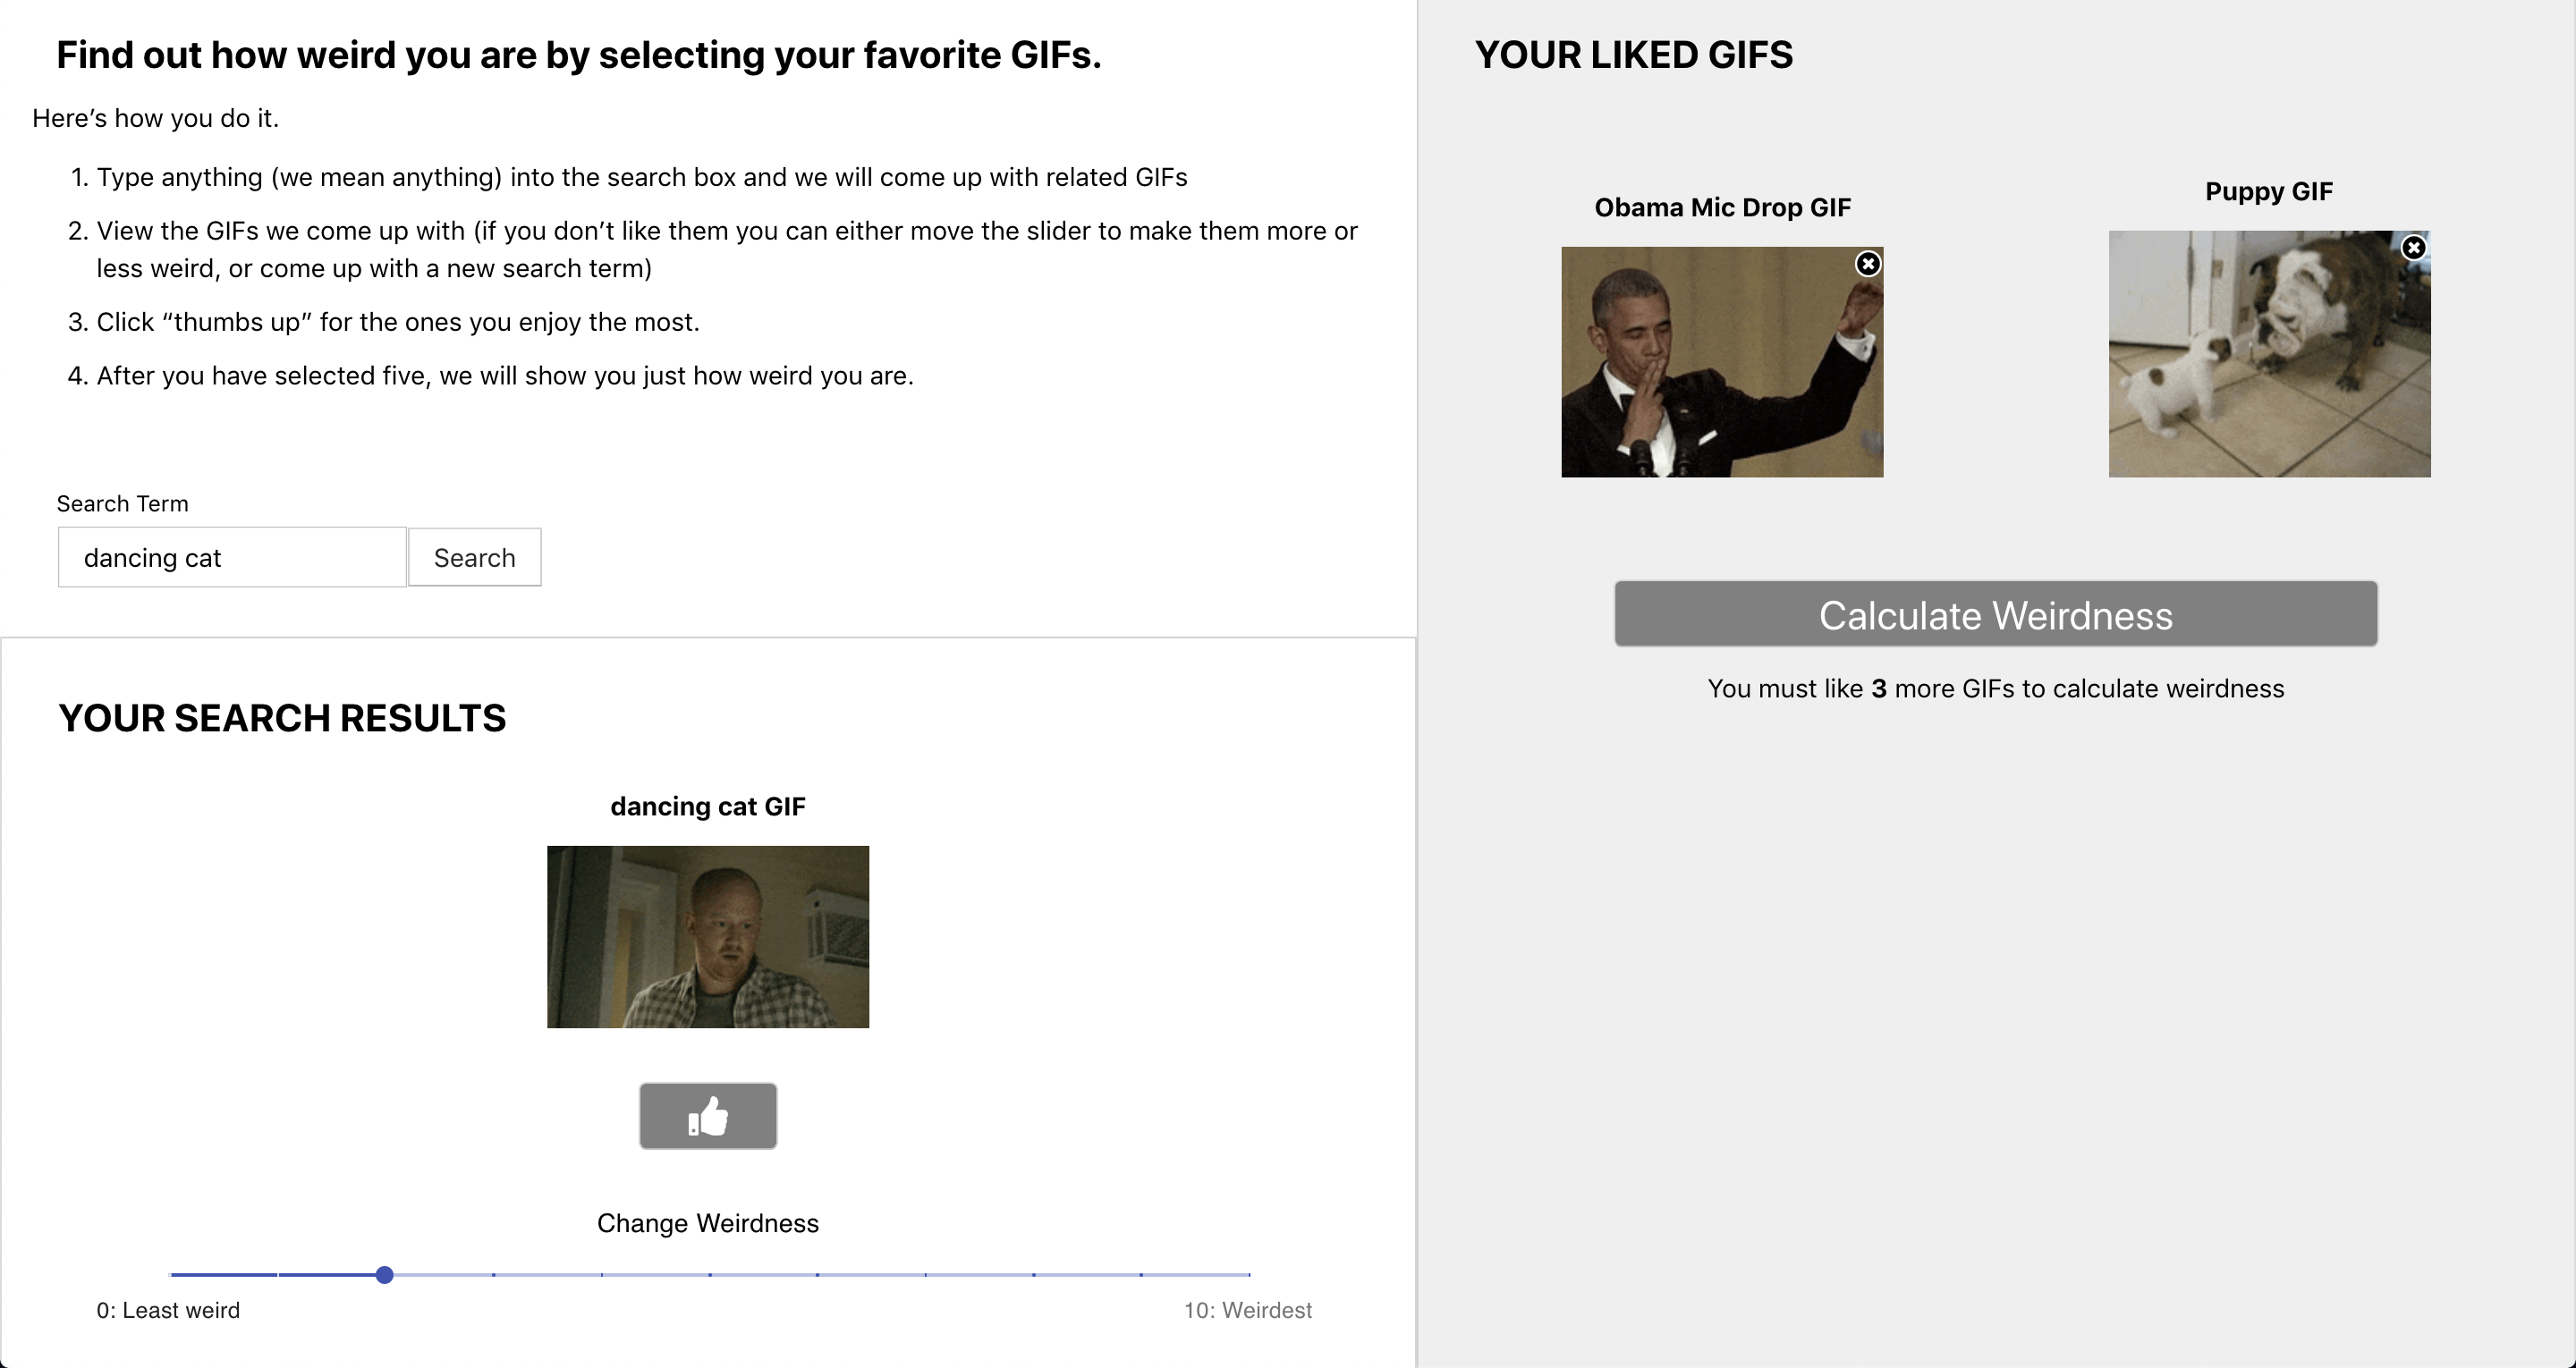 Find out how weird you are by selecting your favorite GIFs.
Here’s how you do it.
1. Type anything (we mean anything) into the search box and we will come up with related GIFs
2. View the GIFs we come up with (if you don’t like them you can either move the slider to make them more or
less weird, or come up with a new search term)
3. Click “thumbs up” for the ones you enjoy the most.
4. After you have selected five, we will show you just how weird you are.
Search Term
dancing cat
Search
YOUR SEARCH RESULTS
dancing cat GIF
Change Weirdness
0: Least weird
10: Weirdest
YOUR LIKED GIFS
Obama Mic Drop GIF
Puppy GIF
Calculate Weirdness
You must like 3 more GIFs to calculate weirdness